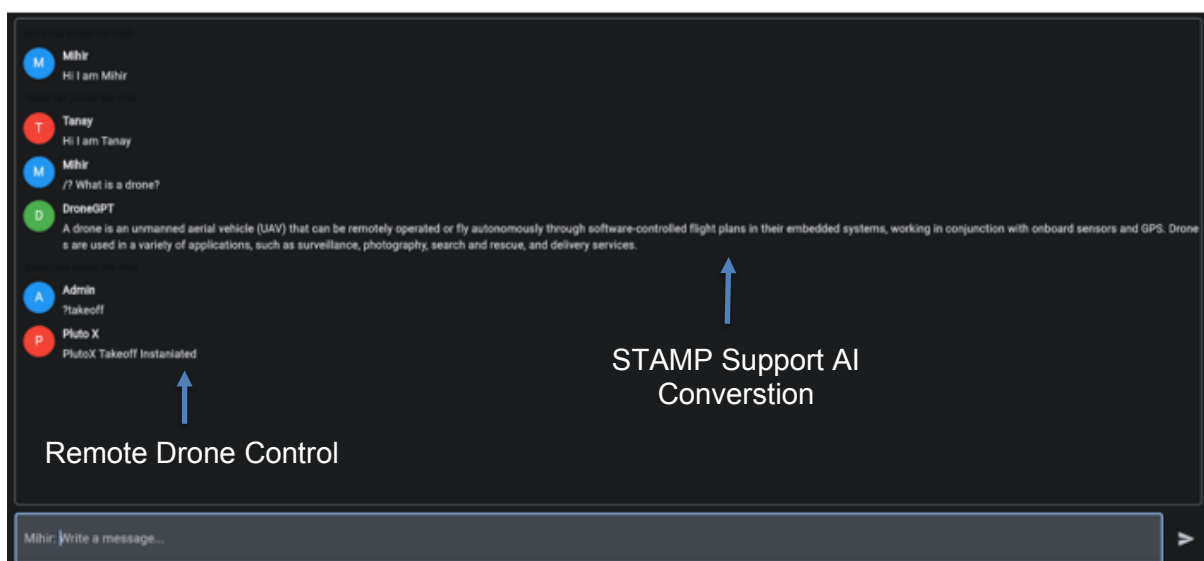 Mihir
Hi I am Mihir
Tanay
Hi I am Tanay
Mihir
/? What is a drone?
DroneGPT
A drone is an unmanned aerial vehicle (UAV) that can be remotely operated or fly autonomously through software-controlled flight plans in their embedded systems, working in conjunction with onboard sensors and GPS. Drone
s are used in a variety of applications, such as surveillance, photography, search and rescue, and delivery services.
Admin
?takeoff
Pluto X
PlutoX Takeoff Instaniated
STAMP Support AI
Converstion
Remote Drone Control
Mihir: Write a message...
M
T
M
D
A
P